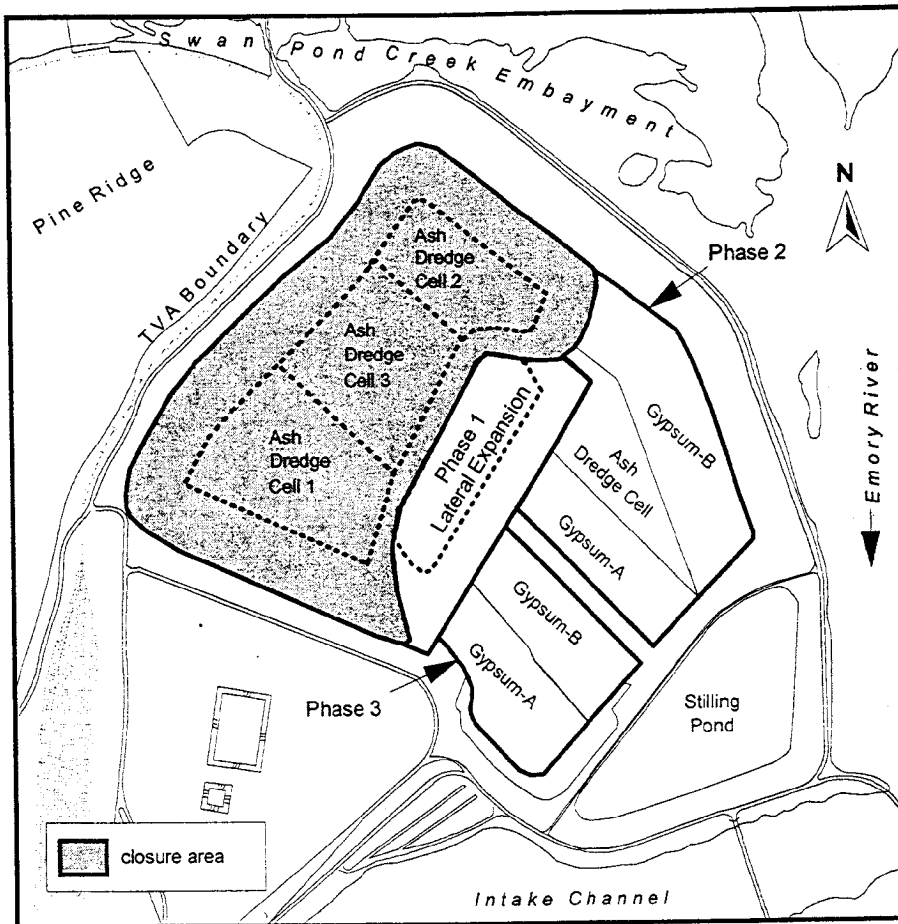 Swan Pond Creek Embayment
Pine Ridge
TVA Boundary
N
Phase 2
Ash
Dredge
Cell 2
Ash
Dredge
Cell 3
Ash
Dredge
Cell 1
Phase 1
Lateral Expansion
Gypsum-B
Ash
Dredge Cell
Gypsum-A
Emory River
Gypsum-B
Gypsum-A
Phase 3
Stilling
Pond
closure area
Intake Channel